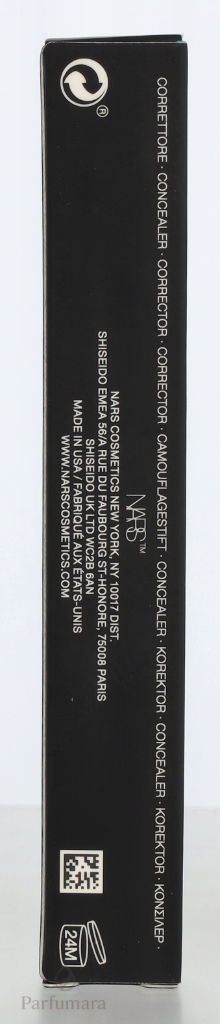 CORRETTORE · CONCEALER · CORRECTOR · CORRECTOR · CAMOUFLAGESTIFT · CONCEALER · KOREKTOR · CONCEALER · KOREKTOR · ΚΟΝΣΙΛΕΡ ·
NARS™
NARS COSMETICS NEW YORK, NY 10017 DIST.
SHISEIDO EMEA 56/A RUE DU FAUBOURG ST-HONORE, 75008 PARIS
SHISEIDO UK LTD WC2B 6AN
MADE IN USA / FABRIQUÉ AUX ÉTATS-UNIS
WWW.NARSCOSMETICS.COM
®
24M
Parfumara